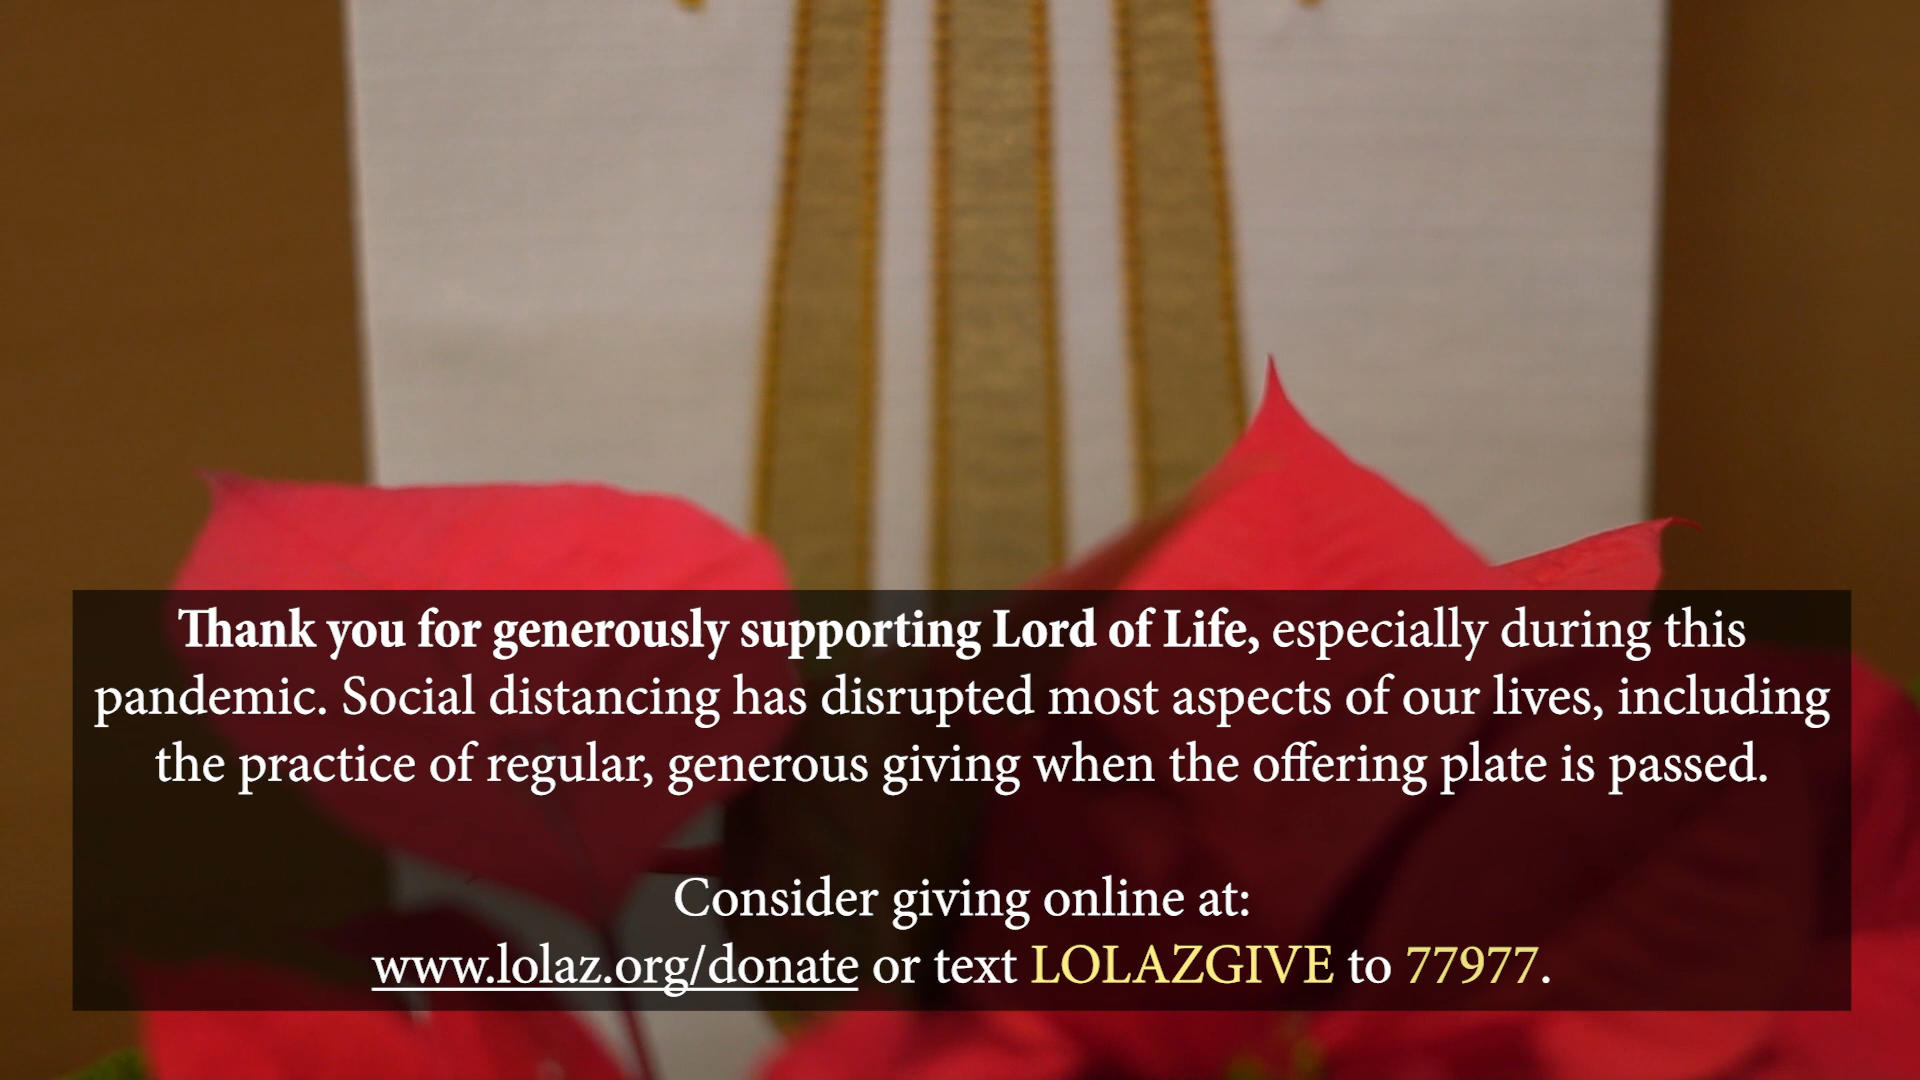 Thank you for generously supporting Lord of Life, especially during this
pandemic. Social distancing has disrupted most aspects of our lives, including
the practice of regular, generous giving when the offering plate is passed.
Consider giving online at:
www.lolaz.org/donate or text LOLAZGIVE to 77977.